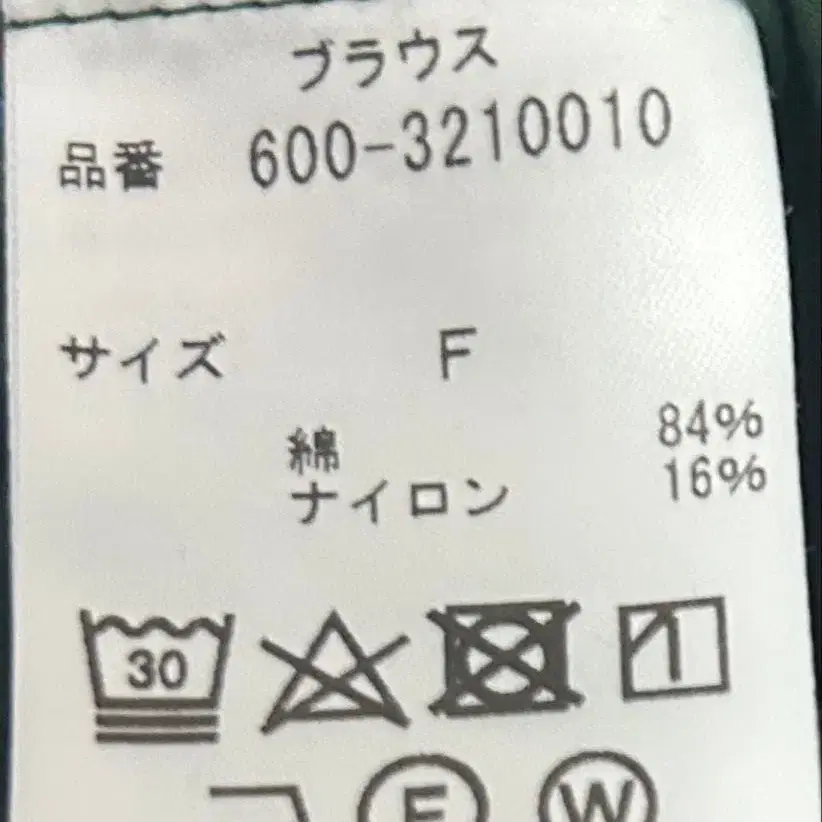 ブラウス
品番 600-3210010
サイズ F
綿 84%
ナイロン 16%
30
F W